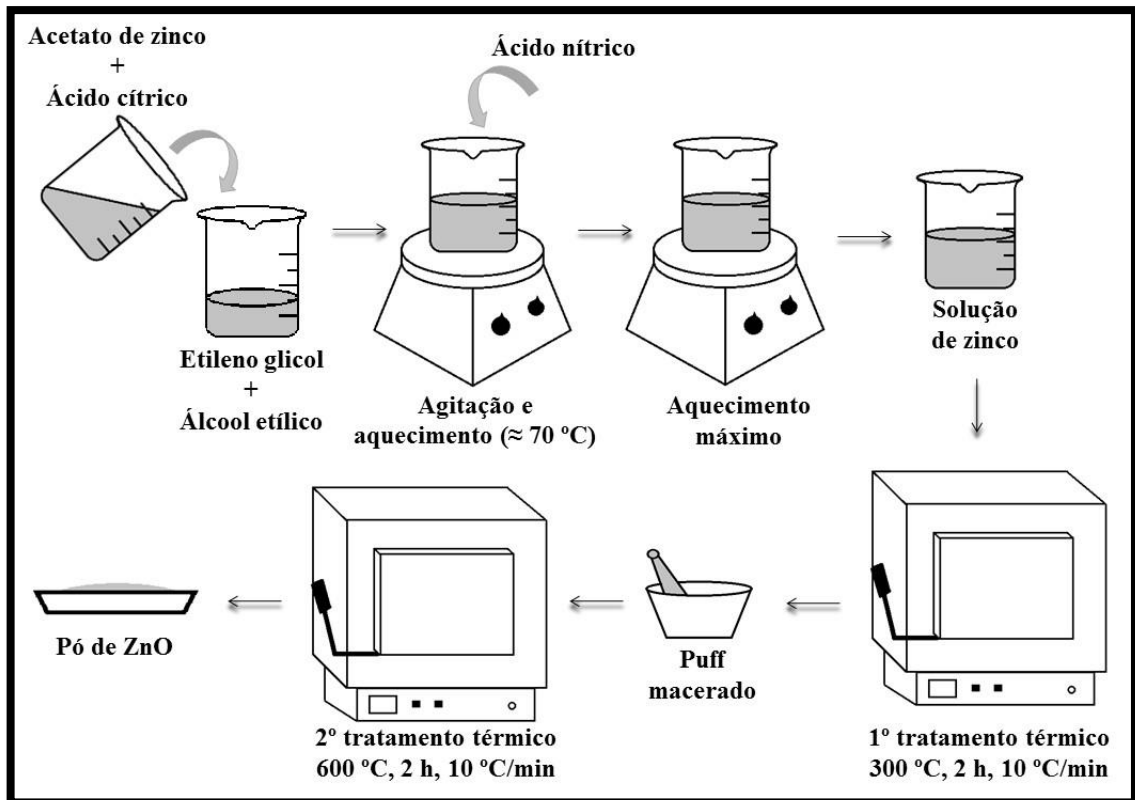 Acetato de zinco
+
Ácido cítrico
Ácido nítrico
Etileno glicol
+
Álcool etílico
Agitação e
aquecimento (≈ 70 ºC)
Aquecimento
máximo
Solução
de zinco
1º tratamento térmico
300 ºC, 2 h, 10 ºC/min
Puff
macerado
2º tratamento térmico
600 ºC, 2 h, 10 ºC/min
Pó de ZnO